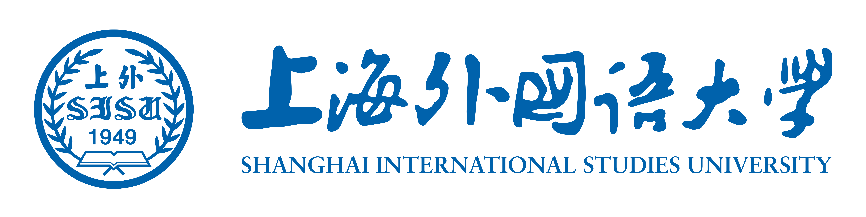 上外
SISU
1949
上海外国语大学
SHANGHAI INTERNATIONAL STUDIES UNIVERSITY